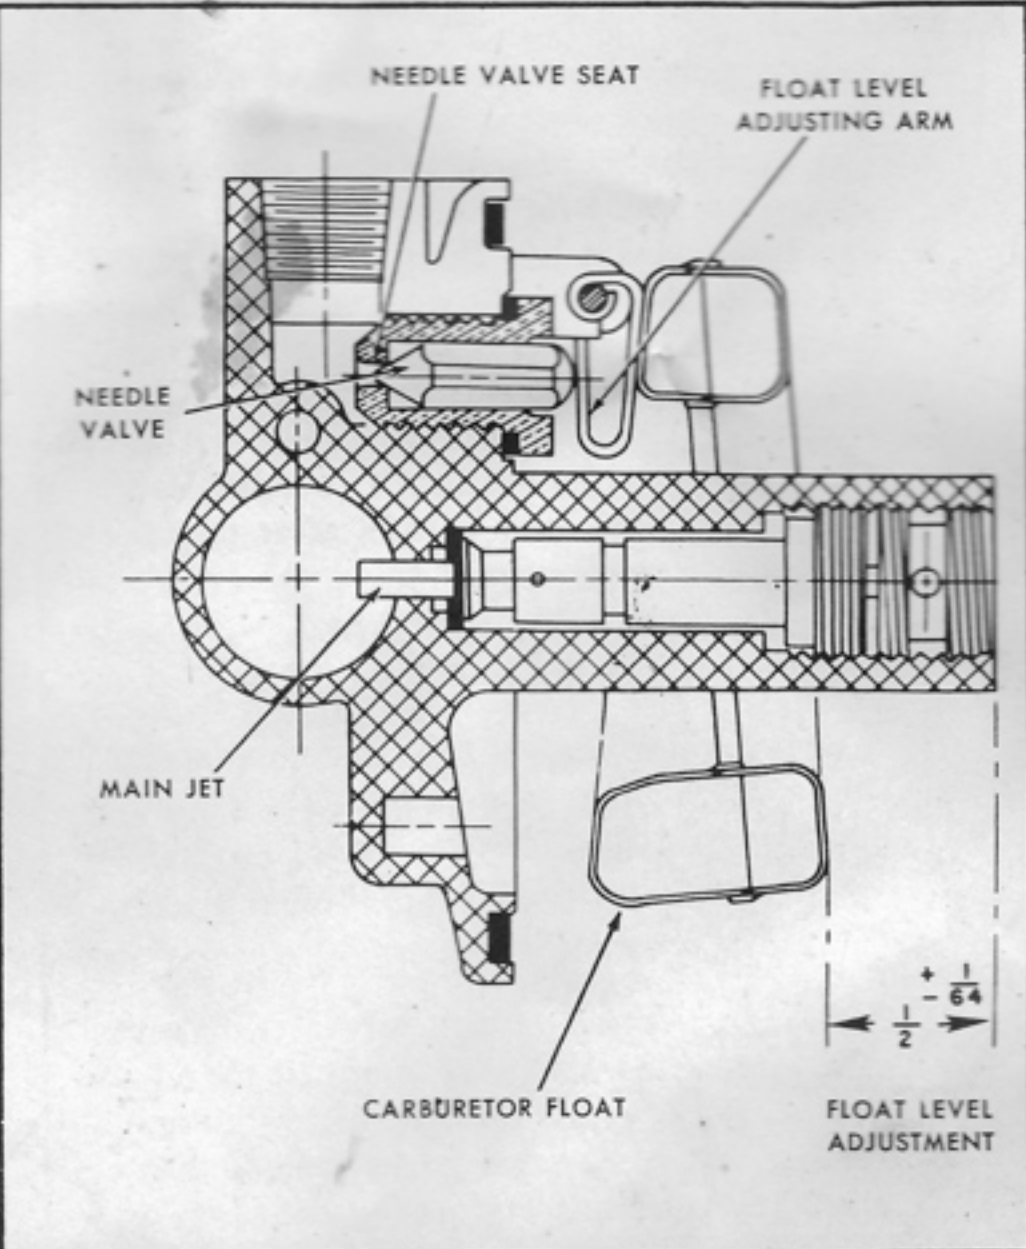 NEEDLE VALVE SEAT
FLOAT LEVEL
ADJUSTING ARM
NEEDLE
VALVE
MAIN JET
CARBURETOR FLOAT
1/2 ± 1/64
FLOAT LEVEL
ADJUSTMENT